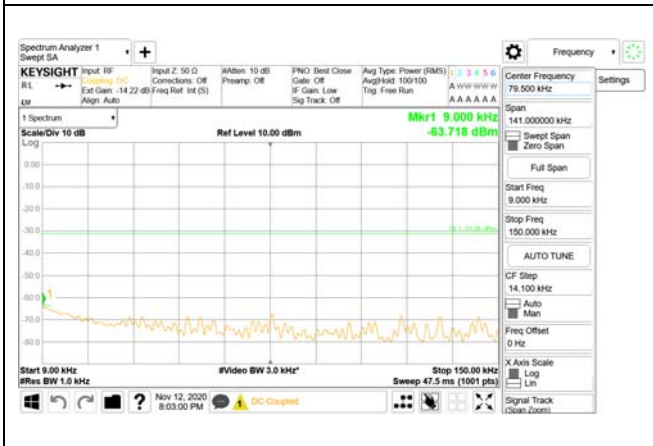 Spectrum Analyzer 1
Swept SA
+
Frequency
KEYSIGHT
RL
Input: RF
Coupling: DC
Ext Gain: -14.22 dB
Align: Auto
Input Z: 50 Ω
Corrections: Off
Freq Ref: Int (S)
#Atten: 10 dB
Preamp: Off
PNO: Best Close
Gate: Off
IF Gain: Low
Sig Track: Off
Avg Type: Power (RMS)
Avg|Hold: 100/100
Trig: Free Run
1 2 3 4 5 6
A W W W W W
A A A A A A
1 Spectrum
Scale/Div 10 dB
Ref Level 10.00 dBm
Mkr1 9.000 kHz
-63.718 dBm
Log
0.00
-10.0
-20.0
-30.0
-40.0
-50.0
-60.0
-70.0
-80.0
1
Start 9.00 kHz
#Res BW 1.0 kHz
#Video BW 3.0 kHz*
Stop 150.00 kHz
Sweep 47.5 ms (1001 pts)
?
Nov 12, 2020
8:03:00 PM
DC Coupled
Center Frequency
79.500 kHz
Settings
Span
141.000000 kHz
Swept Span
Zero Span
Full Span
Start Freq
9.000 kHz
Stop Freq
150.000 kHz
AUTO TUNE
CF Step
14.100 kHz
Auto
Man
Freq Offset
0 Hz
X Axis Scale
Log
Lin
Signal Track
(Span Zoom)